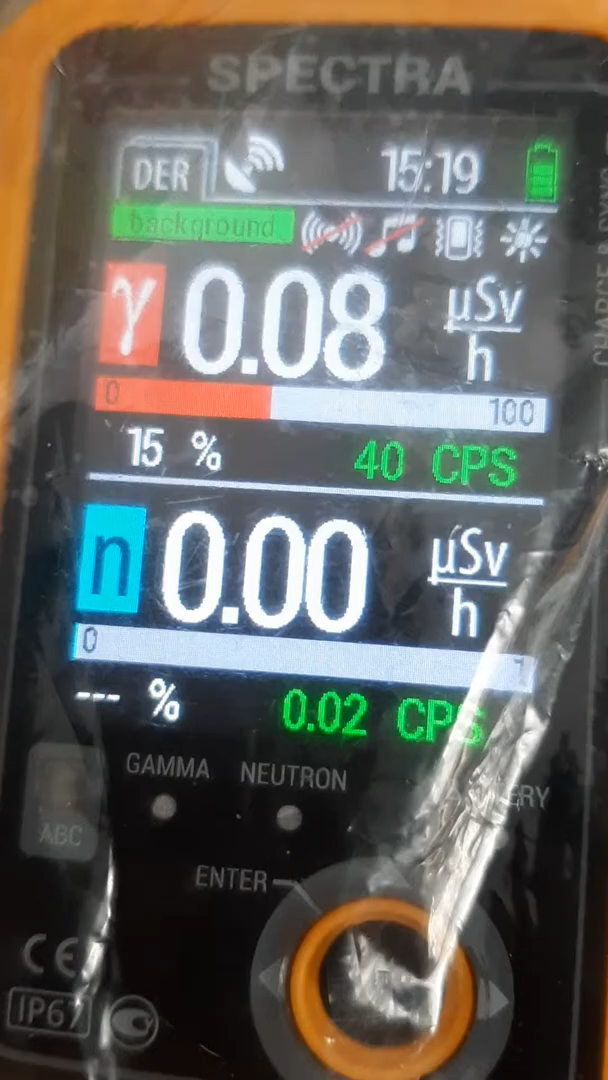 SPECTRA
DER 15:19
background
γ 0.08 μSv/h
0 100
15 % 40 CPS
n 0.00 μSv/h
0 1
--- % 0.02 CPS
GAMMA NEUTRON
ABC
ENTER
CE
IP67